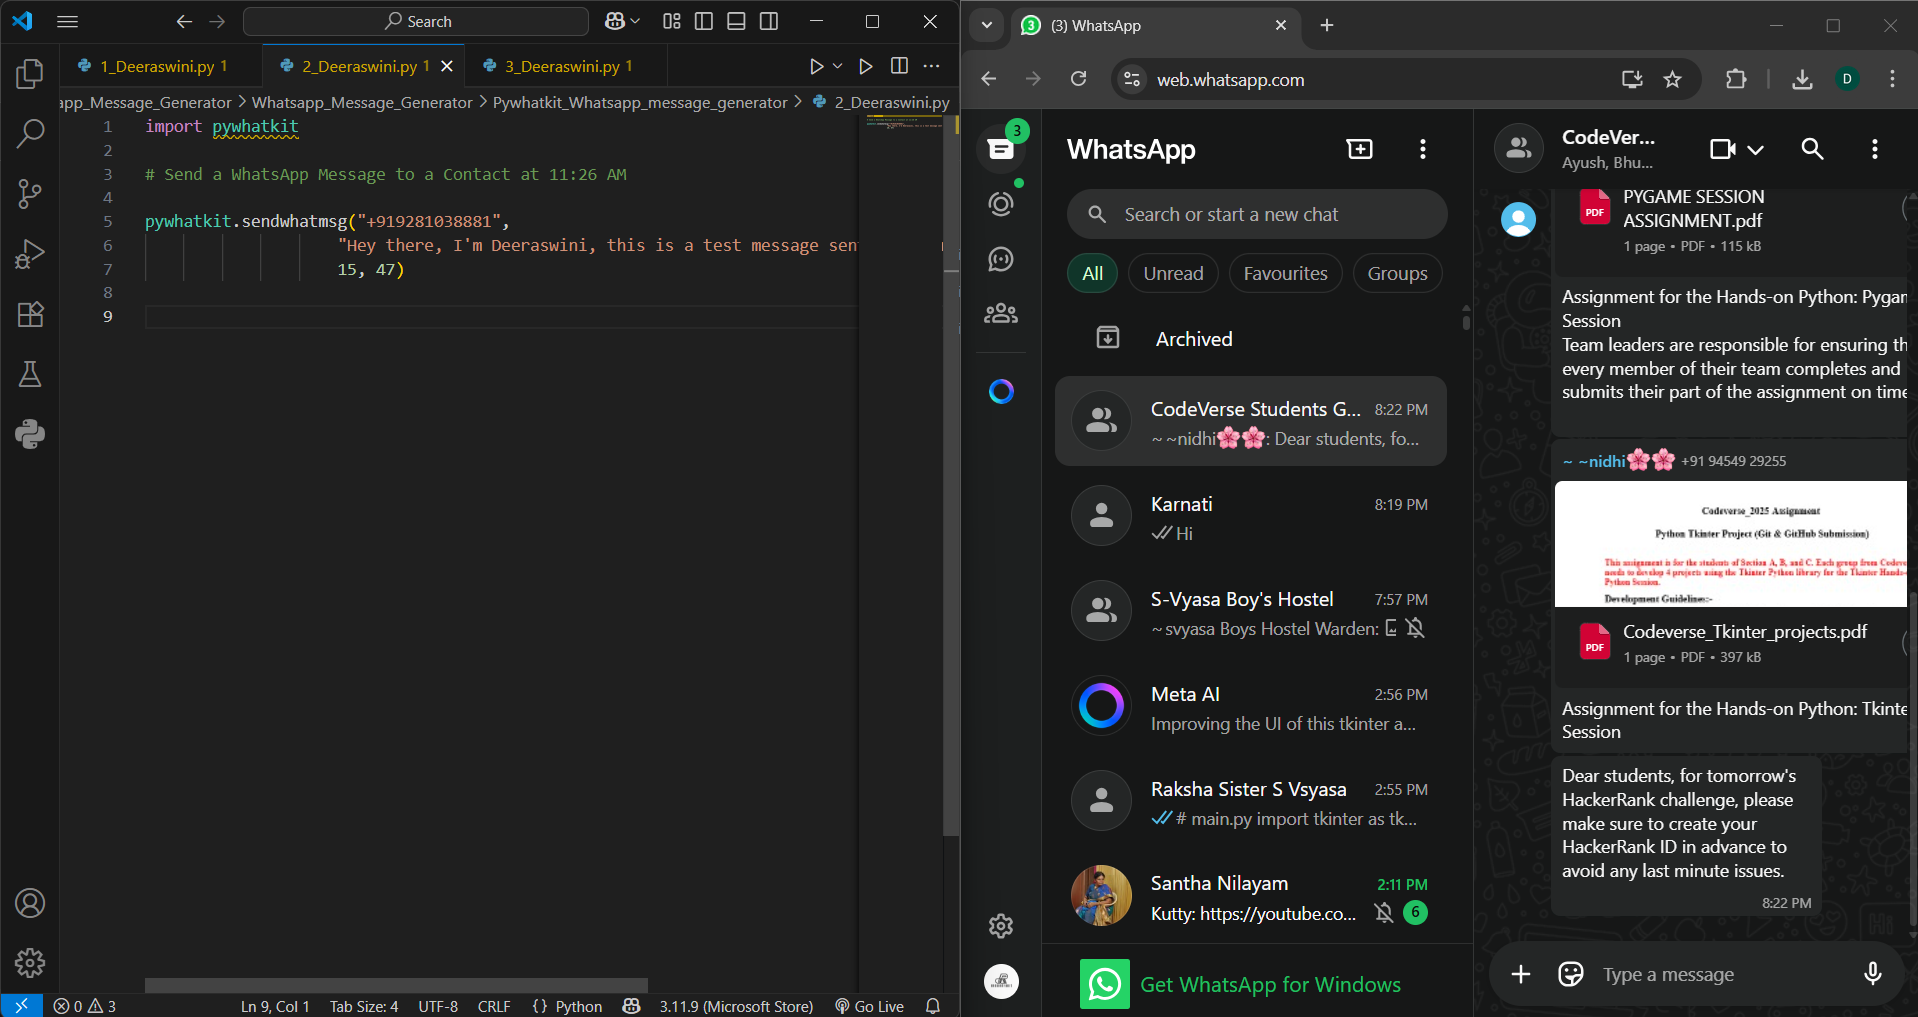 Search
1_Deeraswini.py 1
2_Deeraswini.py 1
3_Deeraswini.py 1
app_Message_Generator > Whatsapp_Message_Generator > Pywhatkit_Whatsapp_message_generator > 2_Deeraswini.py
1 import pywhatkit
2
3 # Send a WhatsApp Message to a Contact at 11:26 AM
4
5 pywhatkit.sendwhatmsg("+919281038881",
6 "Hey there, I'm Deeraswini, this is a test message sen
7 15, 47)
8
9
0 3
Ln 9, Col 1
Tab Size: 4
UTF-8
CRLF
{} Python
3.11.9 (Microsoft Store)
Go Live
3
(3) WhatsApp
web.whatsapp.com
D
3
WhatsApp
Search or start a new chat
All
Unread
Favourites
Groups
Archived
CodeVerse Students G... 8:22 PM
~ ~nidhi🌸🌸: Dear students, fo...
Karnati 8:19 PM
Hi
S-Vyasa Boy's Hostel 7:57 PM
~ svyasa Boys Hostel Warden:
Meta AI 2:56 PM
Improving the UI of this tkinter a...
Raksha Sister S Vsyasa 2:55 PM
# main.py import tkinter as tk...
Santha Nilayam 2:11 PM
Kutty: https://youtube.co... 6
Get WhatsApp for Windows
CodeVer...
Ayush, Bhu...
PDF
PYGAME SESSION
ASSIGNMENT.pdf
1 page • PDF • 115 kB
Assignment for the Hands-on Python: Pygam
Session
Team leaders are responsible for ensuring th
every member of their team completes and
submits their part of the assignment on time
~ ~nidhi🌸🌸 +91 94549 29255
Codeverse_2025 Assignment
Python Tkinter Project (Git & GitHub Submission)
This assignment is for the students of Section A, B, and C. Each group from Codeve
needs to develop 4 projects using the Tkinter Python library for the Tkinter Hands-
Python Session.
Development Guidelines:-
PDF
Codeverse_Tkinter_projects.pdf
1 page • PDF • 397 kB
Assignment for the Hands-on Python: Tkinte
Session
Dear students, for tomorrow's
HackerRank challenge, please
make sure to create your
HackerRank ID in advance to
avoid any last minute issues.
8:22 PM
Type a message